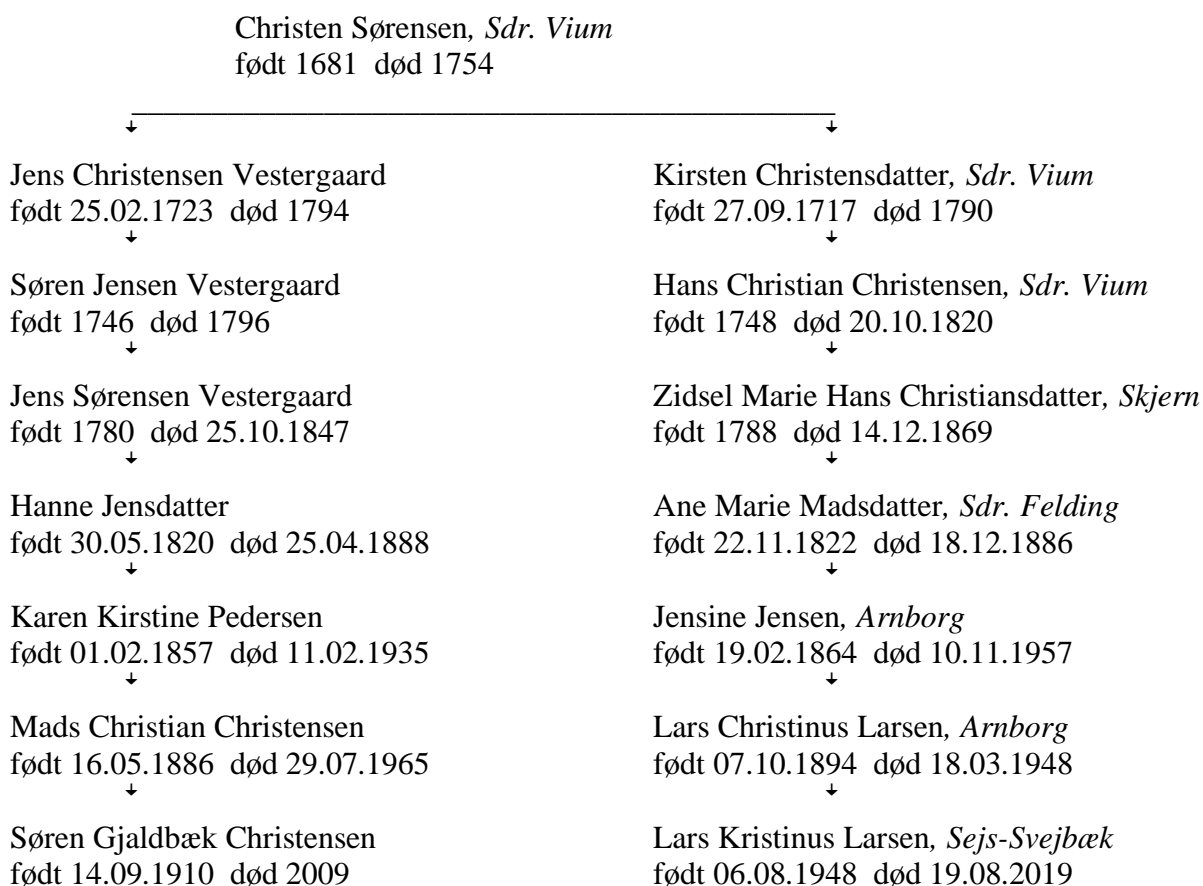 Christen Sørensen, Sdr. Vium
født 1681 død 1754
Jens Christensen Vestergaard
født 25.02.1723 død 1794
Kirsten Christensdatter, Sdr. Vium
født 27.09.1717 død 1790
Søren Jensen Vestergaard
født 1746 død 1796
Hans Christian Christensen, Sdr. Vium
født 1748 død 20.10.1820
Jens Sørensen Vestergaard
født 1780 død 25.10.1847
Zidsel Marie Hans Christiansdatter, Skjern
født 1788 død 14.12.1869
Hanne Jensdatter
født 30.05.1820 død 25.04.1888
Ane Marie Madsdatter, Sdr. Felding
født 22.11.1822 død 18.12.1886
Karen Kirstine Pedersen
født 01.02.1857 død 11.02.1935
Jensine Jensen, Arnborg
født 19.02.1864 død 10.11.1957
Mads Christian Christensen
født 16.05.1886 død 29.07.1965
Lars Christinus Larsen, Arnborg
født 07.10.1894 død 18.03.1948
Søren Gjaldbæk Christensen
født 14.09.1910 død 2009
Lars Kristinus Larsen, Sejs-Svejbæk
født 06.08.1948 død 19.08.2019